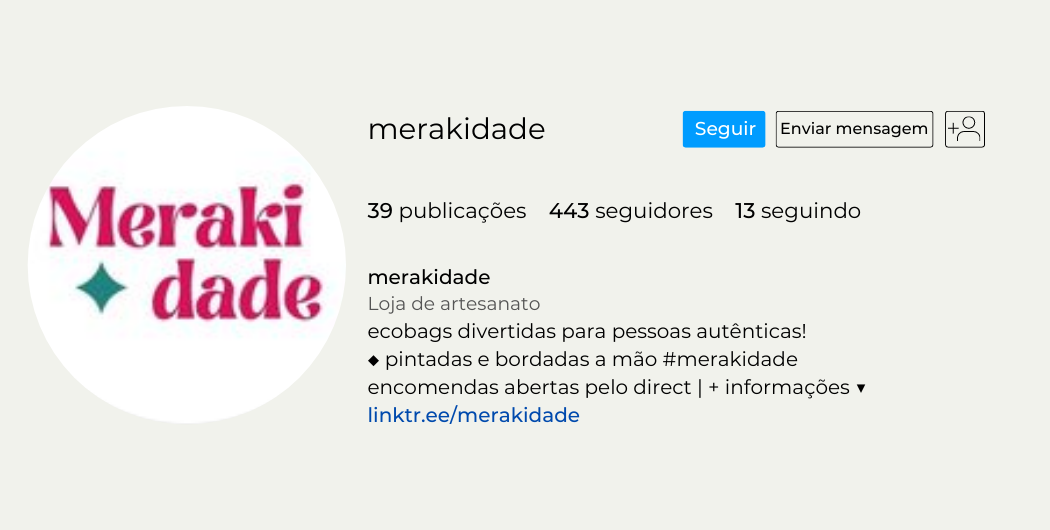 Meraki
dade
merakidade
Seguir
Enviar mensagem
39 publicações 443 seguidores 13 seguindo
merakidade
Loja de artesanato
ecobags divertidas para pessoas autênticas!
◆ pintadas e bordadas a mão #merakidade
encomendas abertas pelo direct | + informações ▼
linktr.ee/merakidade